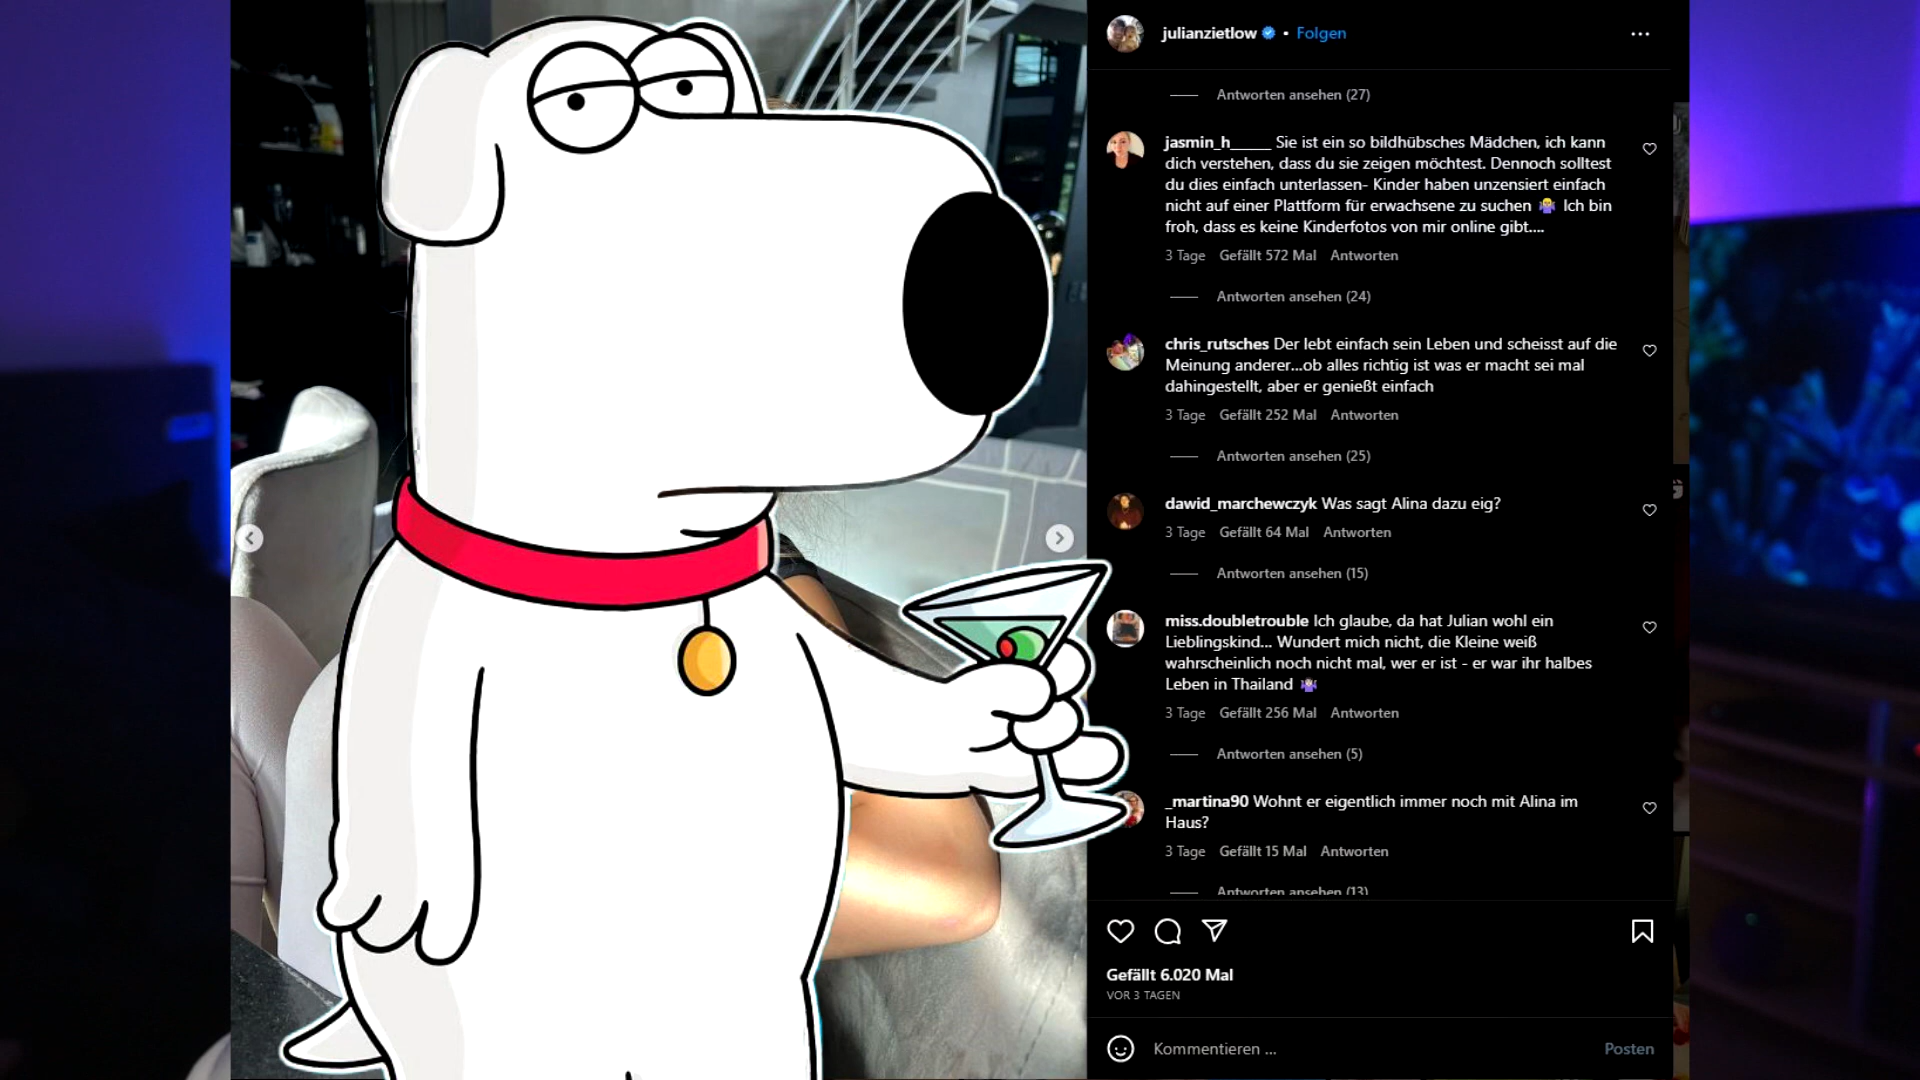 julianzietlow • Folgen
Antworten ansehen (27)
jasmin_h_____ Sie ist ein so bildhübsches Mädchen, ich kann
dich verstehen, dass du sie zeigen möchtest. Dennoch solltest
du dies einfach unterlassen- Kinder haben unzensiert einfach
nicht auf einer Plattform für erwachsene zu suchen 🤷‍♀️ Ich bin
froh, dass es keine Kinderfotos von mir online gibt....
3 Tage Gefällt 572 Mal Antworten
Antworten ansehen (24)
chris_rutsches Der lebt einfach sein Leben und scheisst auf die
Meinung anderer...ob alles richtig ist was er macht sei mal
dahingestellt, aber er genießt einfach
3 Tage Gefällt 252 Mal Antworten
Antworten ansehen (25)
dawid_marchewczyk Was sagt Alina dazu eig?
3 Tage Gefällt 64 Mal Antworten
Antworten ansehen (15)
miss.doubletrouble Ich glaube, da hat Julian wohl ein
Lieblingskind... Wundert mich nicht, die Kleine weiß
wahrscheinlich noch nicht mal, wer er ist - er war ihr halbes
Leben in Thailand 🤷🏻‍♀️
3 Tage Gefällt 256 Mal Antworten
Antworten ansehen (5)
_martina90 Wohnt er eigentlich immer noch mit Alina im
Haus?
3 Tage Gefällt 15 Mal Antworten
Antworten ansehen (13)
Gefällt 6.020 Mal
VOR 3 TAGEN
Kommentieren ... Posten